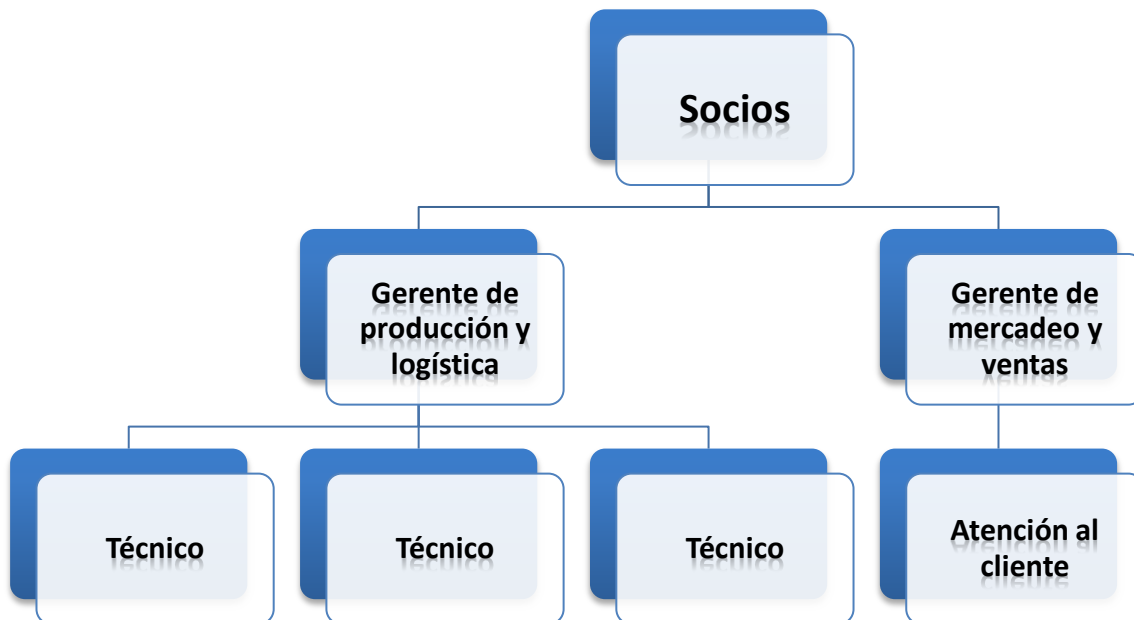 Socios
Gerente de
producción y
logística
Gerente de
mercadeo y
ventas
Técnico
Técnico
Técnico
Atención al
cliente